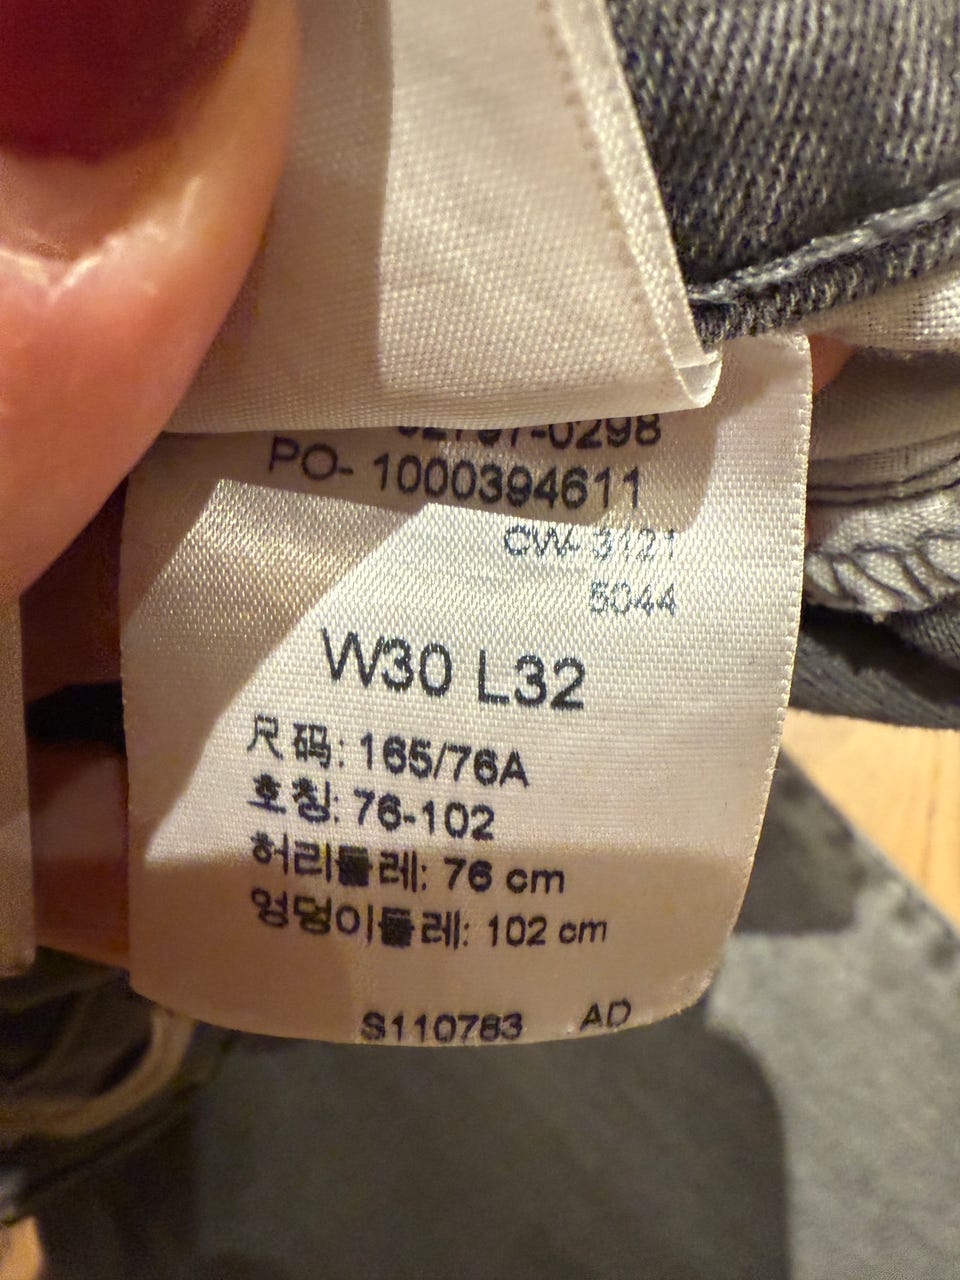 -0298
PO- 1000394611
CW- 3121
5044
W30 L32
尺码: 165/76A
호칭: 76-102
허리둘레: 76 cm
엉덩이둘레: 102 cm
S110783 AD